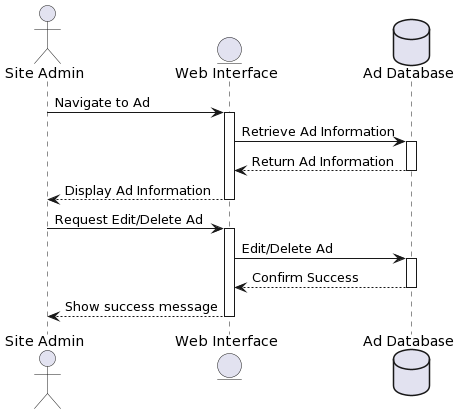 Site Admin
Web Interface
Ad Database
Navigate to Ad
Retrieve Ad Information
Return Ad Information
Display Ad Information
Request Edit/Delete Ad
Edit/Delete Ad
Confirm Success
Show success message
Site Admin
Web Interface
Ad Database